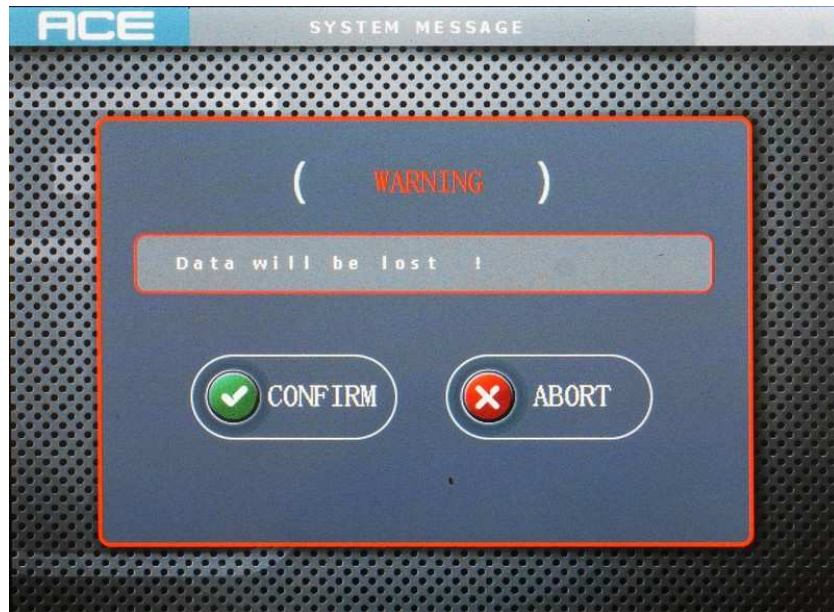 ACE SYSTEM MESSAGE
( WARNING )
Data will be lost !
CONFIRM ABORT